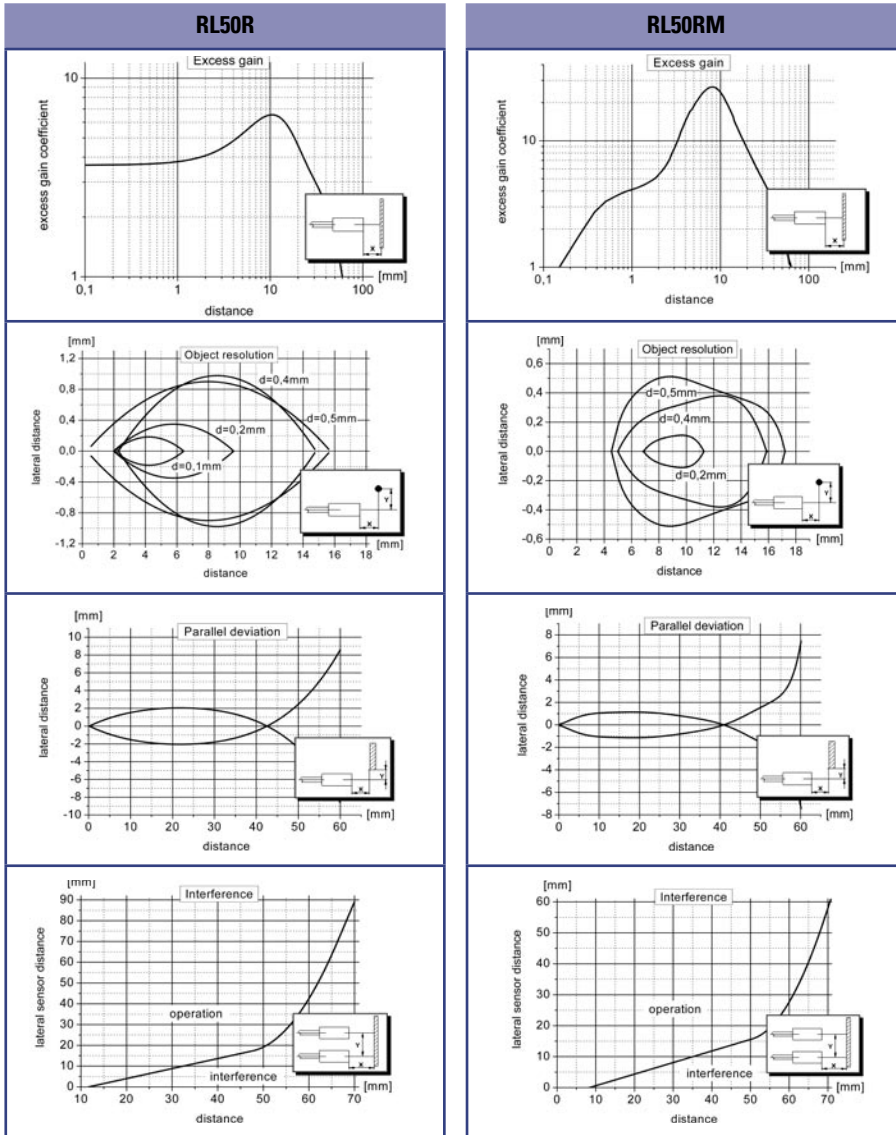 RL50R
Excess gain
excess gain coefficient
10
1
0,1 1 10 100
[mm]
distance
[mm]
Object resolution
lateral distance
1,2
0,8
0,4
0,0
-0,4
-0,8
-1,2
d=0,4mm
d=0,5mm
d=0,2mm
d=0,1mm
Y
X
0 2 4 6 8 10 12 14 16 18
[mm]
distance
[mm]
Parallel deviation
lateral distance
10
8
6
4
2
0
-2
-4
-6
-8
-10
Y
X
0 10 20 30 40 50 60
[mm]
distance
[mm]
Interference
lateral sensor distance
90
80
70
60
50
40
30
20
10
0
operation
interference
Y
X
10 20 30 40 50 60 70
[mm]
distance
RL50RM
Excess gain
excess gain coefficient
10
1
X
0,1 1 10 100
[mm]
distance
[mm]
Object resolution
lateral distance
0,6
0,4
0,2
0,0
-0,2
-0,4
-0,6
d=0,5mm
d=0,4mm
d=0,2mm
Y
X
0 2 4 6 8 10 12 14 16 18
[mm]
distance
[mm]
Parallel deviation
lateral distance
8
6
4
2
0
-2
-4
-6
-8
Y
X
0 10 20 30 40 50 60
[mm]
distance
[mm]
Interference
lateral sensor distance
60
50
40
30
20
10
0
operation
interference
Y
X
0 10 20 30 40 50 60 70
[mm]
distance